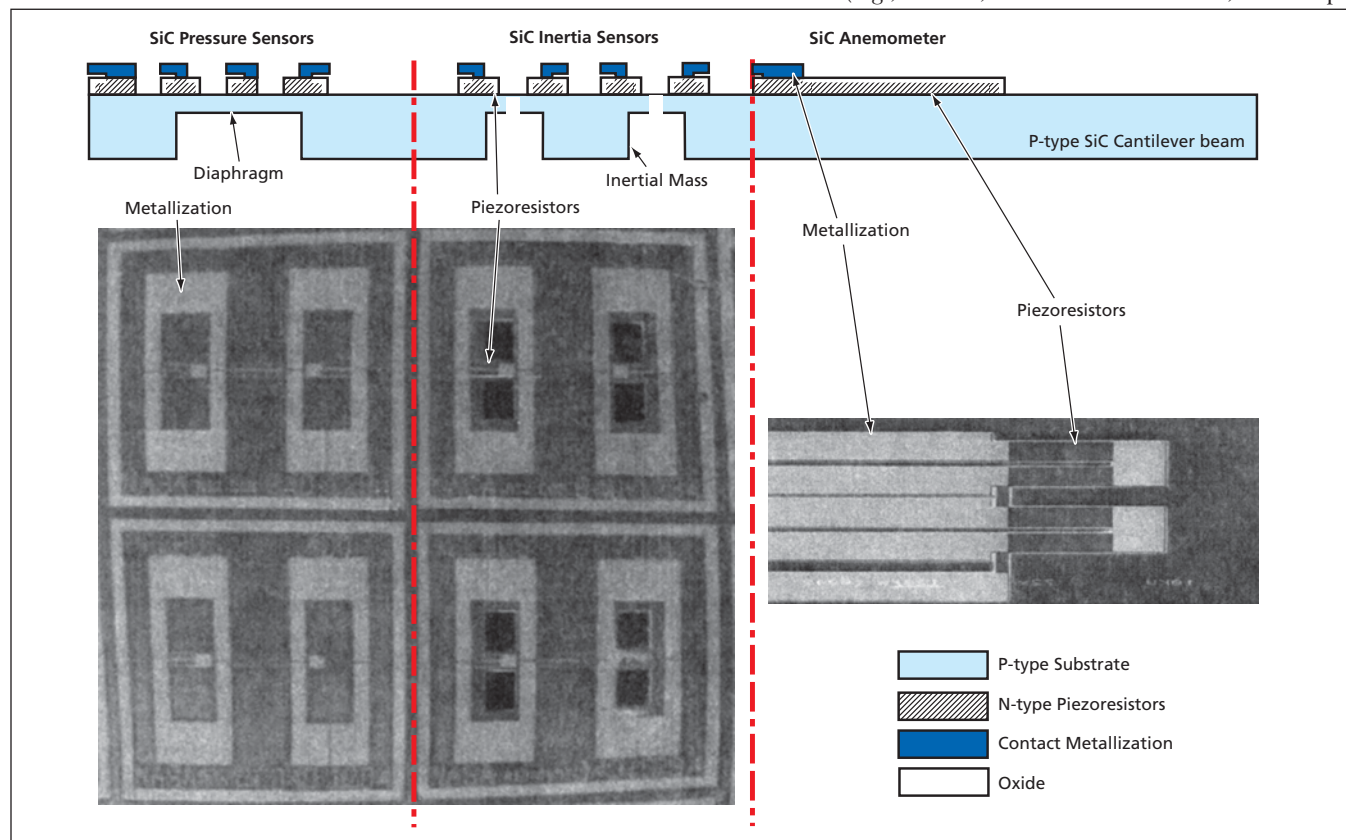 SiC Pressure Sensors
SiC Inertia Sensors
SiC Anemometer
P-type SiC Cantilever beam
Diaphragm
Inertial Mass
Metallization
Piezoresistors
Metallization
Piezoresistors
P-type Substrate
N-type Piezoresistors
Contact Metallization
Oxide